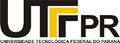 UTFPR
UNIVERSIDADE TECNOLÓGICA FEDERAL DO PARANÁ